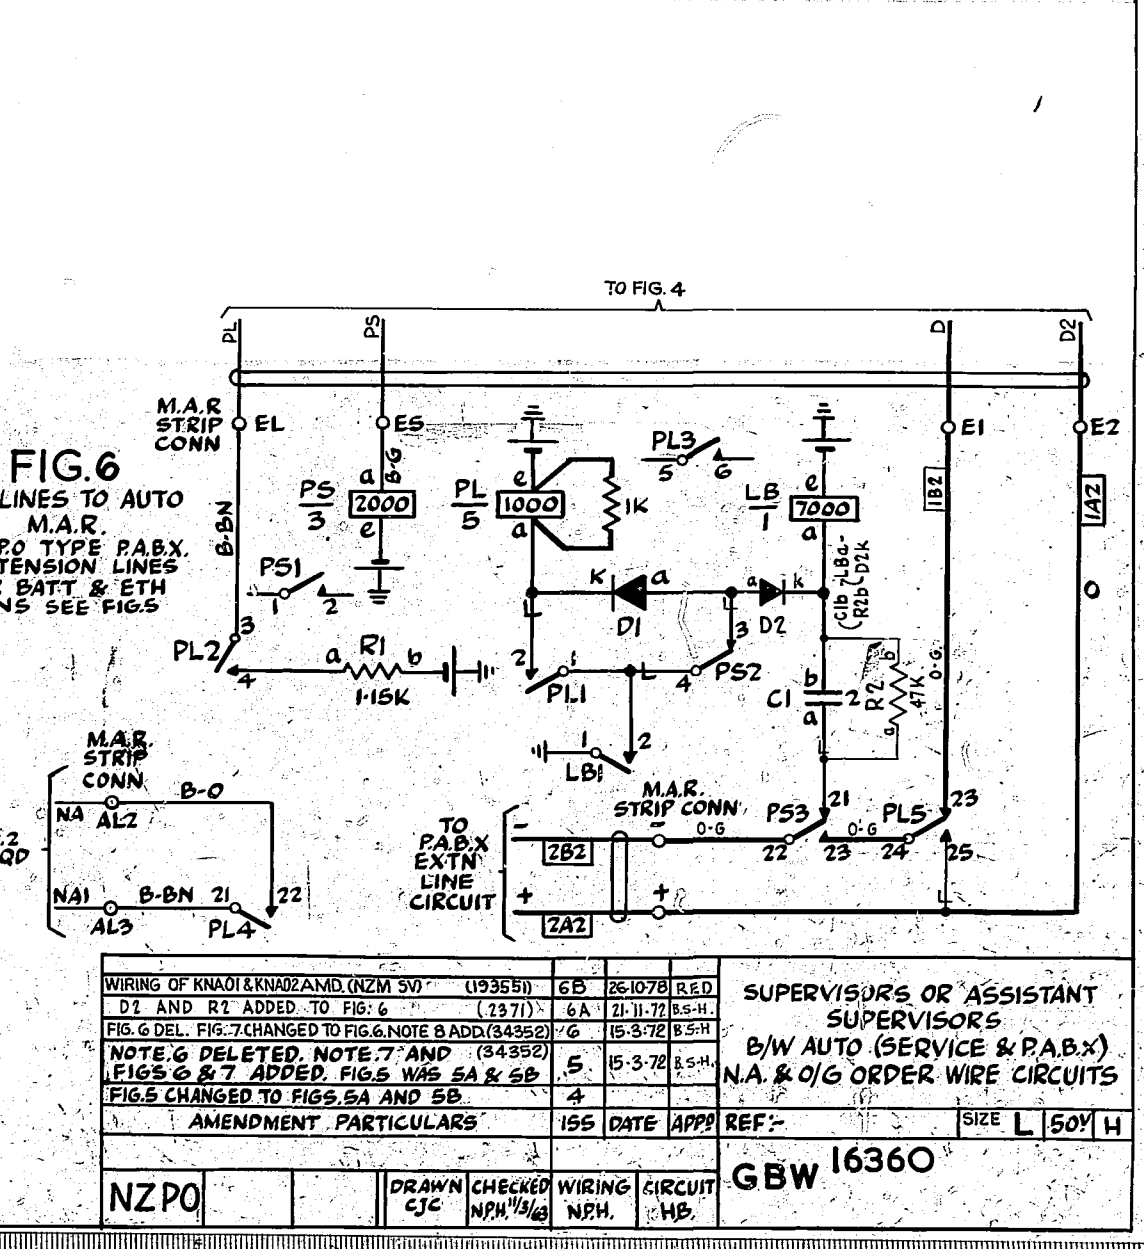 TO FIG. 4
PL
PS
D
D2
M.A.R
STRIP
CONN
EL
ES
E1
E2
FIG.6
LINES TO AUTO
M.A.R.
P.O TYPE P.A.B.X.
TENSION LINES
BATT & ETH
NS SEE FIG5
B-BN
a
B-G
PS
3
2000
e
PL
5
e
1000
a
1K
PL3
5
6
LB
1
e
7000
a
1B2
1A2
O
PS1
1
2
K
a
D1
a
k
D2
C1b 7LBa-
R2b D2k
L
L
3
PL2
3
4
a
R1
b
1·15K
2
1
PL1
L
4
PS2
C1
b
2
a
R2
b
47K
a
O-G.
1
2
LB1
L
M.A.R.
STRIP
CONN
NA
AL2
B-O
NA1
AL3
B-BN
21
22
PL4
.2
QD
TO
P.A.B.X
EXTN
LINE
CIRCUIT
M.A.R.
STRIP CONN
-
2B2
-
O-G
22
PS3
21
23
O-G
24
PL5
23
25
+
2A2
+
L
WIRING OF KNA01 & KNA02 AMD. (NZM SV) (193551) 6B 26·10·78 RED
D2 AND R2 ADDED TO FIG: 6 (.2371) 6A 21·11·72 B.S-H.
FIG. 6 DEL. FIG. 7 CHANGED TO FIG.6. NOTE 8 ADD.(34352) 6 15·3·72 B S-H
NOTE.6 DELETED. NOTE.7 AND (34352)
FIGS 6 & 7 ADDED. FIG.5 WAS 5A & 5B 5 15·3·72 B.S-H.
FIG.5 CHANGED TO FIGS.5A AND 5B. 4
AMENDMENT PARTICULARS ISS DATE APPD
SUPERVISORS OR ASSISTANT
SUPERVISORS
B/W AUTO (SERVICE & P.A.B.X)
N.A. & O/G ORDER WIRE CIRCUITS
REF:-
SIZE L 50V H
GBW 16360
NZPO
DRAWN
CJC
CHECKED
N.P.H. 11/3/63
WIRING
N.P.H.
CIRCUIT
HB.